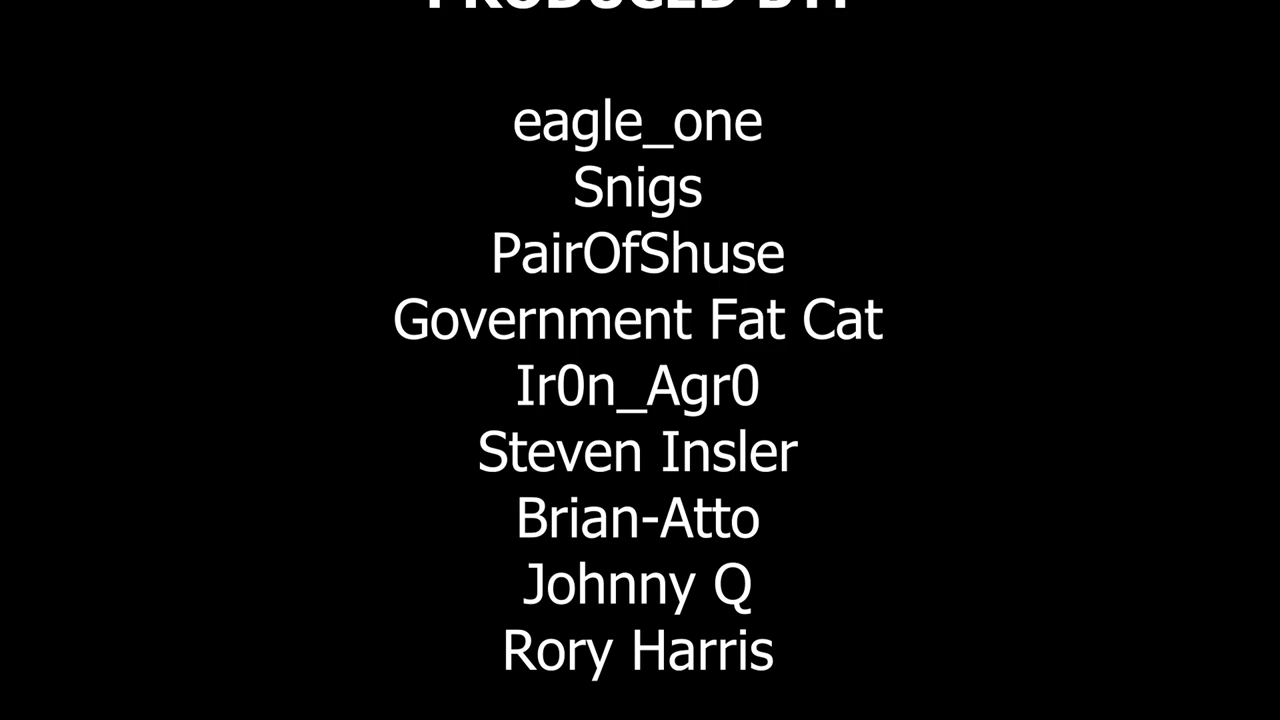 PRODUCED BY:
eagle_one
Snigs
PairOfShuse
Government Fat Cat
Ir0n_Agr0
Steven Insler
Brian-Atto
Johnny Q
Rory Harris